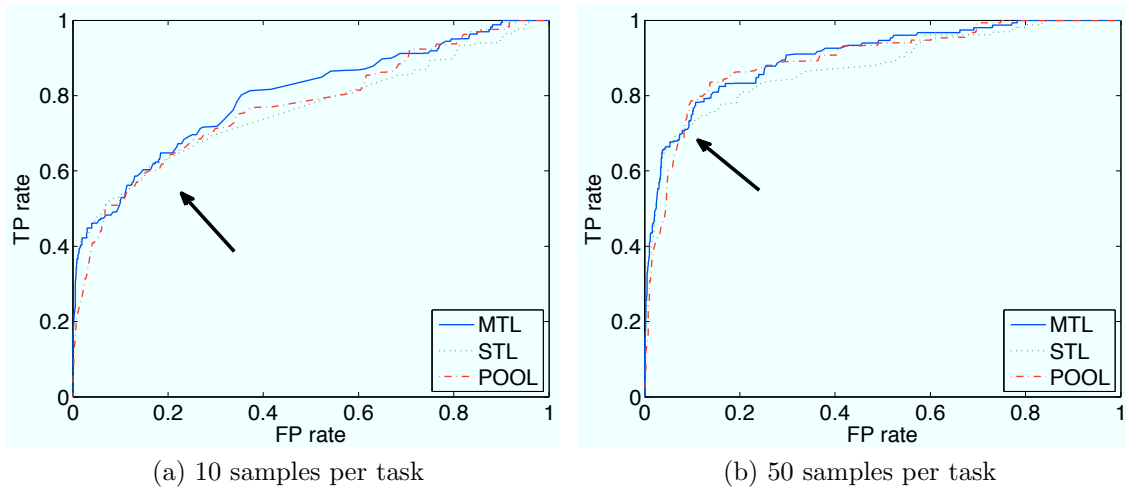 1
0.8
0.6
0.4
0.2
0
TP rate
0 0.2 0.4 0.6 0.8 1
FP rate
MTL
STL
POOL
(a) 10 samples per task
1
0.8
0.6
0.4
0.2
0
TP rate
0 0.2 0.4 0.6 0.8 1
FP rate
MTL
STL
POOL
(b) 50 samples per task